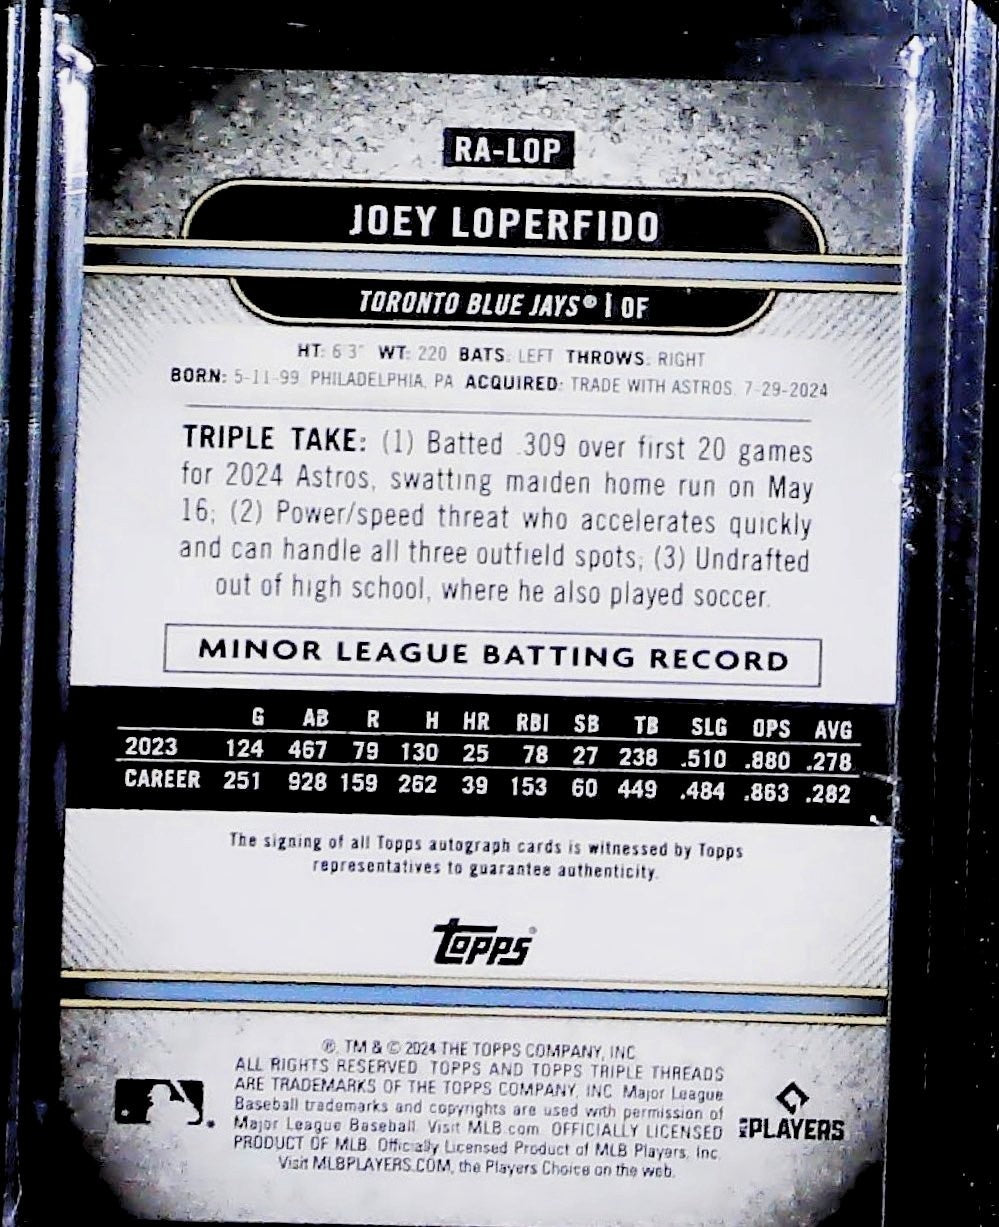 RA-LOP
JOEY LOPERFIDO
TORONTO BLUE JAYS® | OF
HT: 6'3" WT: 220 BATS: LEFT THROWS: RIGHT
BORN: 5-11-99, PHILADELPHIA, PA ACQUIRED: TRADE WITH ASTROS, 7-29-2024
TRIPLE TAKE: (1) Batted .309 over first 20 games
for 2024 Astros, swatting maiden home run on May
16; (2) Power/speed threat who accelerates quickly
and can handle all three outfield spots; (3) Undrafted
out of high school, where he also played soccer.
MINOR LEAGUE BATTING RECORD
G AB R H HR RBI SB TB SLG OPS AVG
2023 124 467 79 130 25 78 27 238 .510 .880 .278
CAREER 251 928 159 262 39 153 60 449 .484 .863 .282
The signing of all Topps autograph cards is witnessed by Topps
representatives to guarantee authenticity.
topps®
®, TM & © 2024 THE TOPPS COMPANY, INC.
ALL RIGHTS RESERVED. TOPPS AND TOPPS TRIPLE THREADS
ARE TRADEMARKS OF THE TOPPS COMPANY, INC. Major League
Baseball trademarks and copyrights are used with permission of
Major League Baseball. Visit MLB.com. OFFICIALLY LICENSED
PRODUCT OF MLB. Officially Licensed Product of MLB Players, Inc.
Visit MLBPLAYERS.COM, the Players Choice on the web.
MLB PLAYERS